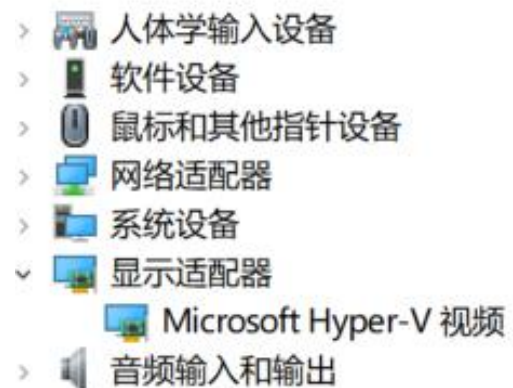 人体学输入设备
软件设备
鼠标和其他指针设备
网络适配器
系统设备
显示适配器
Microsoft Hyper-V 视频
音频输入和输出